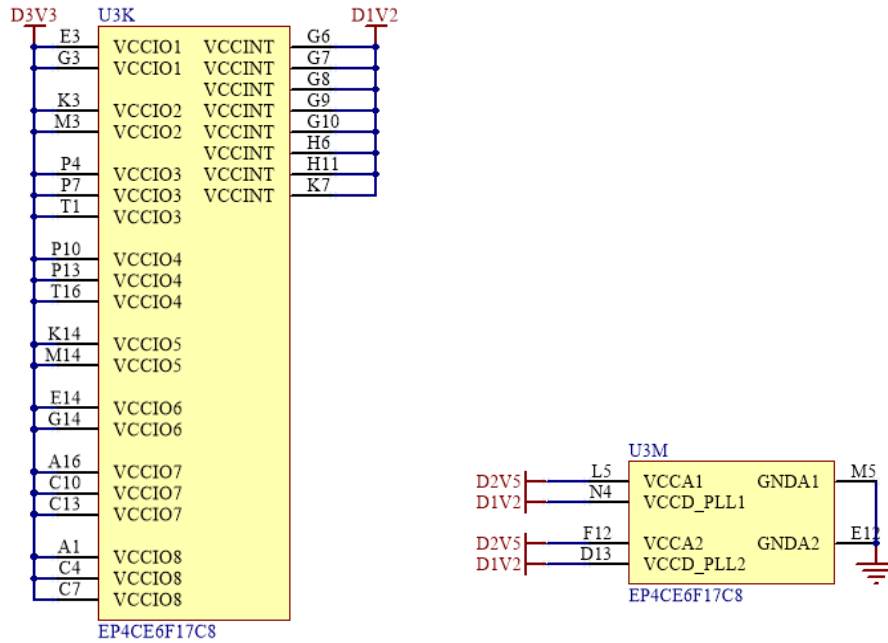 D3V3 U3K D1V2
E3 VCCIO1 VCCINT G6
G3 VCCIO1 VCCINT G7
VCCINT G8
K3 VCCIO2 VCCINT G9
M3 VCCIO2 VCCINT G10
VCCINT H6
P4 VCCIO3 VCCINT H11
P7 VCCIO3 VCCINT K7
T1 VCCIO3
P10 VCCIO4
P13 VCCIO4
T16 VCCIO4
K14 VCCIO5
M14 VCCIO5
E14 VCCIO6
G14 VCCIO6
A16 VCCIO7
C10 VCCIO7
C13 VCCIO7
A1 VCCIO8
C4 VCCIO8
C7 VCCIO8
EP4CE6F17C8
U3M
D2V5 L5 VCCA1 GNDA1 M5
D1V2 N4 VCCD_PLL1
D2V5 F12 VCCA2 GNDA2 E12
D1V2 D13 VCCD_PLL2
EP4CE6F17C8